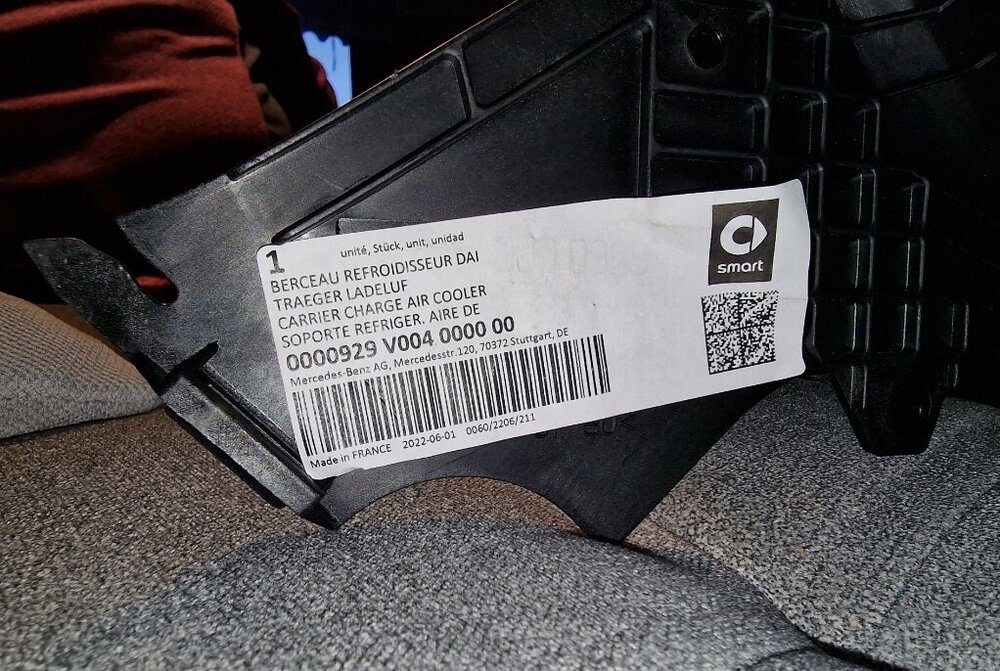 1
unité, Stück, unit, unidad
BERCEAU REFROIDISSEUR DAI
TRAEGER LADELUF
CARRIER CHARGE AIR COOLER
SOPORTE REFRIGER. AIRE DE
0000929 V004 0000 00
Mercedes-Benz AG, Mercedesstr.120, 70372 Stuttgart, DE
Made in FRANCE 2022-06-01 0060/2206/211
smart